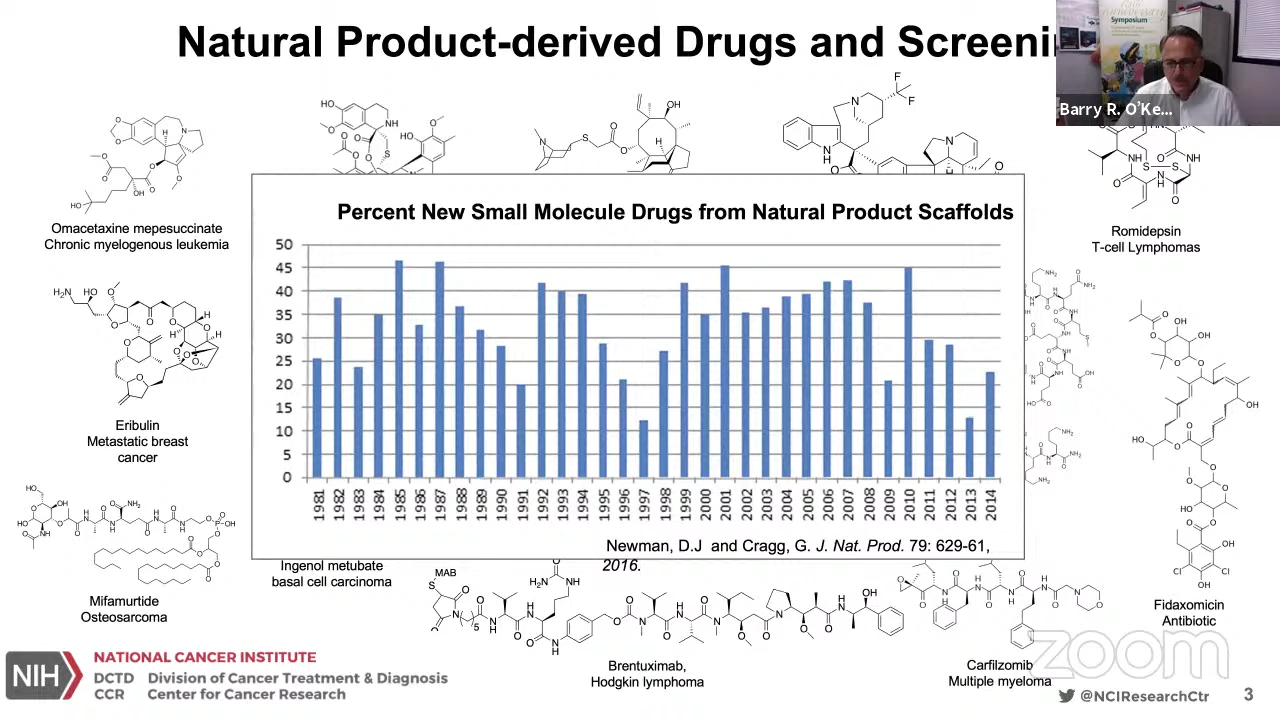 Natural Product-derived Drugs and Screenin
Symposium
Barry R. O'Ke...
Omacetaxine mepesuccinate
Chronic myelogenous leukemia
Romidepsin
T-cell Lymphomas
Eribulin
Metastatic breast
cancer
Percent New Small Molecule Drugs from Natural Product Scaffolds
50
45
40
35
30
25
20
15
10
5
0
1981 1982 1983 1984 1985 1986 1987 1988 1989 1990 1991 1992 1993 1994 1995 1996 1997 1998 1999 2000 2001 2002 2003 2004 2005 2006 2007 2008 2009 2010 2011 2012 2013 2014
Newman, D.J and Cragg, G. J. Nat. Prod. 79: 629-61,
2016.
Ingenol metubate
basal cell carcinoma
Mifamurtide
Osteosarcoma
MAB
Brentuximab,
Hodgkin lymphoma
Carfilzomib
Multiple myeloma
Fidaxomicin
Antibiotic
zoom
NIH
NATIONAL CANCER INSTITUTE
DCTD Division of Cancer Treatment & Diagnosis
CCR Center for Cancer Research
@NCIResearchCtr
3